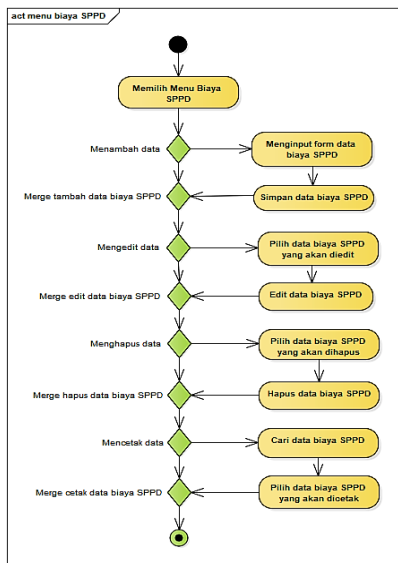 act menu biaya SPPD
Memilih Menu Biaya
SPPD
Menambah data
Menginput form data
biaya SPPD
Merge tambah data biaya SPPD
Simpan data biaya SPPD
Mengedit data
Pilih data biaya SPPD
yang akan diedit
Merge edit data biaya SPPD
Edit data biaya SPPD
Menghapus data
Pilih data biaya SPPD
yang akan dihapus
Merge hapus data biaya SPPD
Hapus data biaya SPPD
Mencetak data
Cari data biaya SPPD
Merge cetak data biaya SPPD
Pilih data biaya SPPD
yang akan dicetak